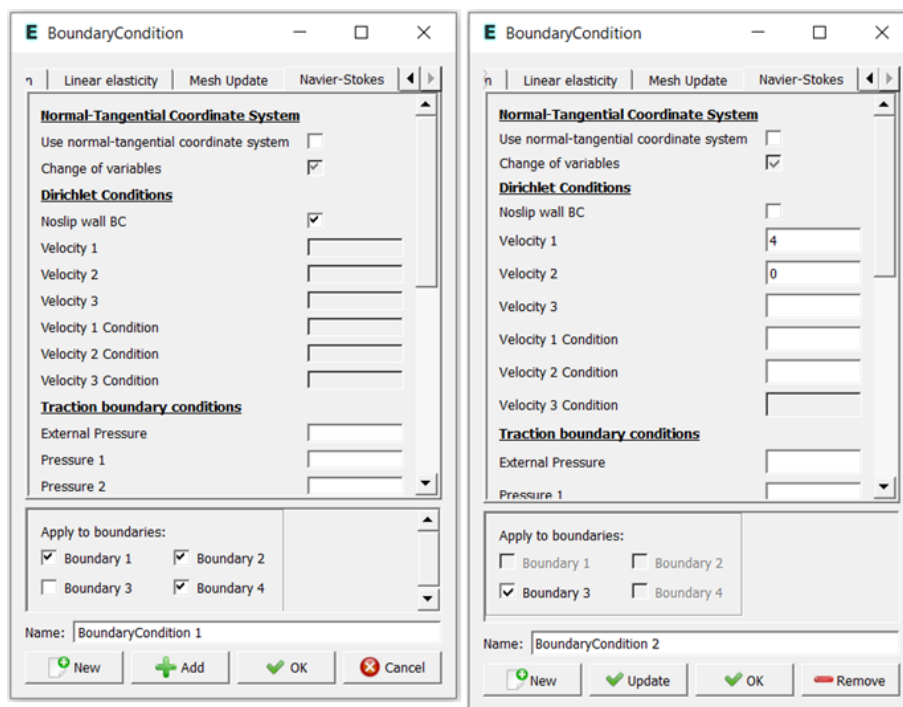 E BoundaryCondition
n Linear elasticity Mesh Update Navier-Stokes
Normal-Tangential Coordinate System
Use normal-tangential coordinate system
Change of variables
Dirichlet Conditions
Noslip wall BC
Velocity 1
Velocity 2
Velocity 3
Velocity 1 Condition
Velocity 2 Condition
Velocity 3 Condition
Traction boundary conditions
External Pressure
Pressure 1
Pressure 2
Apply to boundaries:
Boundary 1 Boundary 2
Boundary 3 Boundary 4
Name: BoundaryCondition 1
New Add OK Cancel
E BoundaryCondition
n Linear elasticity Mesh Update Navier-Stokes
Normal-Tangential Coordinate System
Use normal-tangential coordinate system
Change of variables
Dirichlet Conditions
Noslip wall BC
Velocity 1 4
Velocity 2 0
Velocity 3
Velocity 1 Condition
Velocity 2 Condition
Velocity 3 Condition
Traction boundary conditions
External Pressure
Pressure 1
Apply to boundaries:
Boundary 1 Boundary 2
Boundary 3 Boundary 4
Name: BoundaryCondition 2
New Update OK Remove